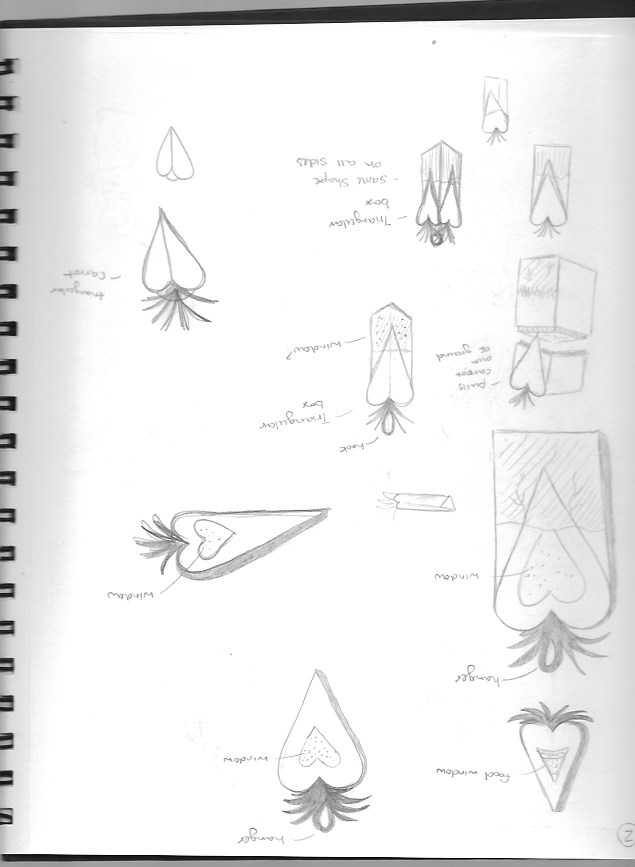 2
hanger
food window
window
hanger
window
window
hook
Triangular
box
- pulls
carrot
out
of ground
window?
triangular
- carrot
- Triangular
box
- same shape
on all sides